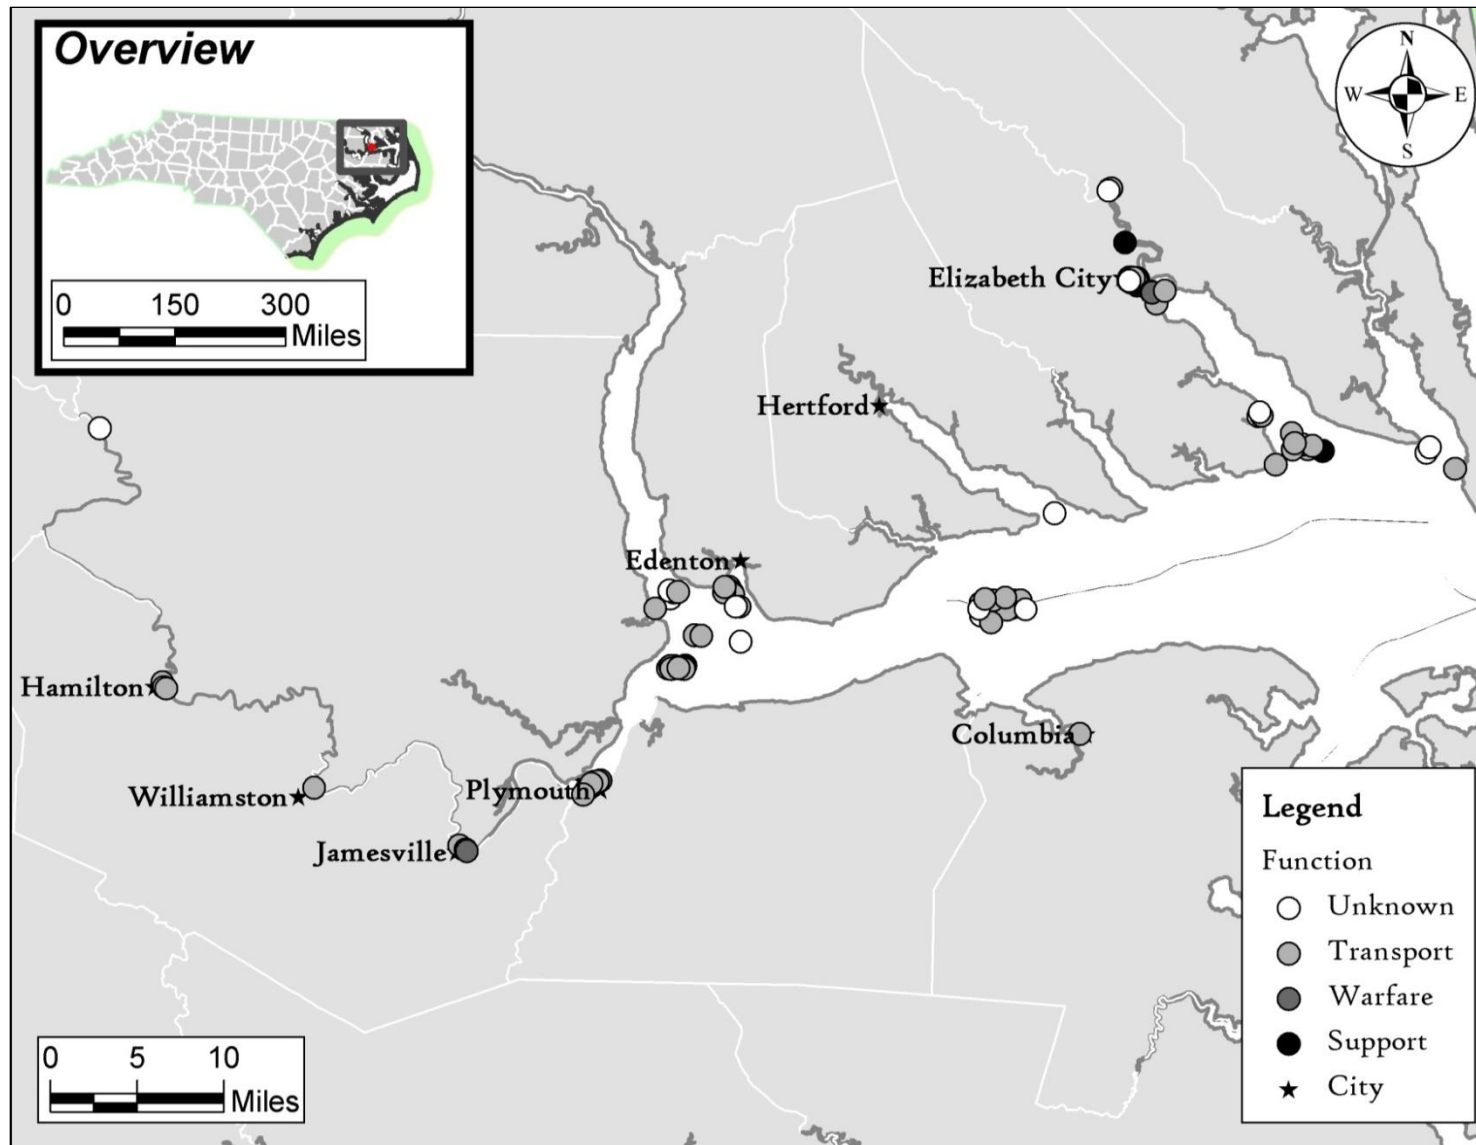 Overview
0 150 300
Miles
N
W E
S
Elizabeth City
Hertford
Edenton
Hamilton
Columbia
Williamston
Plymouth
Jamesville
Legend
Function
Unknown
Transport
Warfare
Support
City
0 5 10
Miles